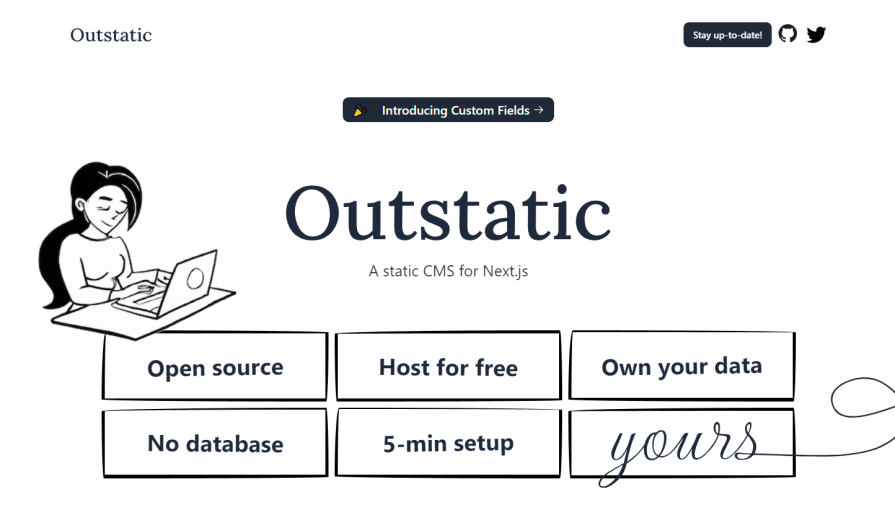 Outstatic
Stay up-to-date!
Introducing Custom Fields →
Outstatic
A static CMS for Next.js
Open source
Host for free
Own your data
No database
5-min setup
yours